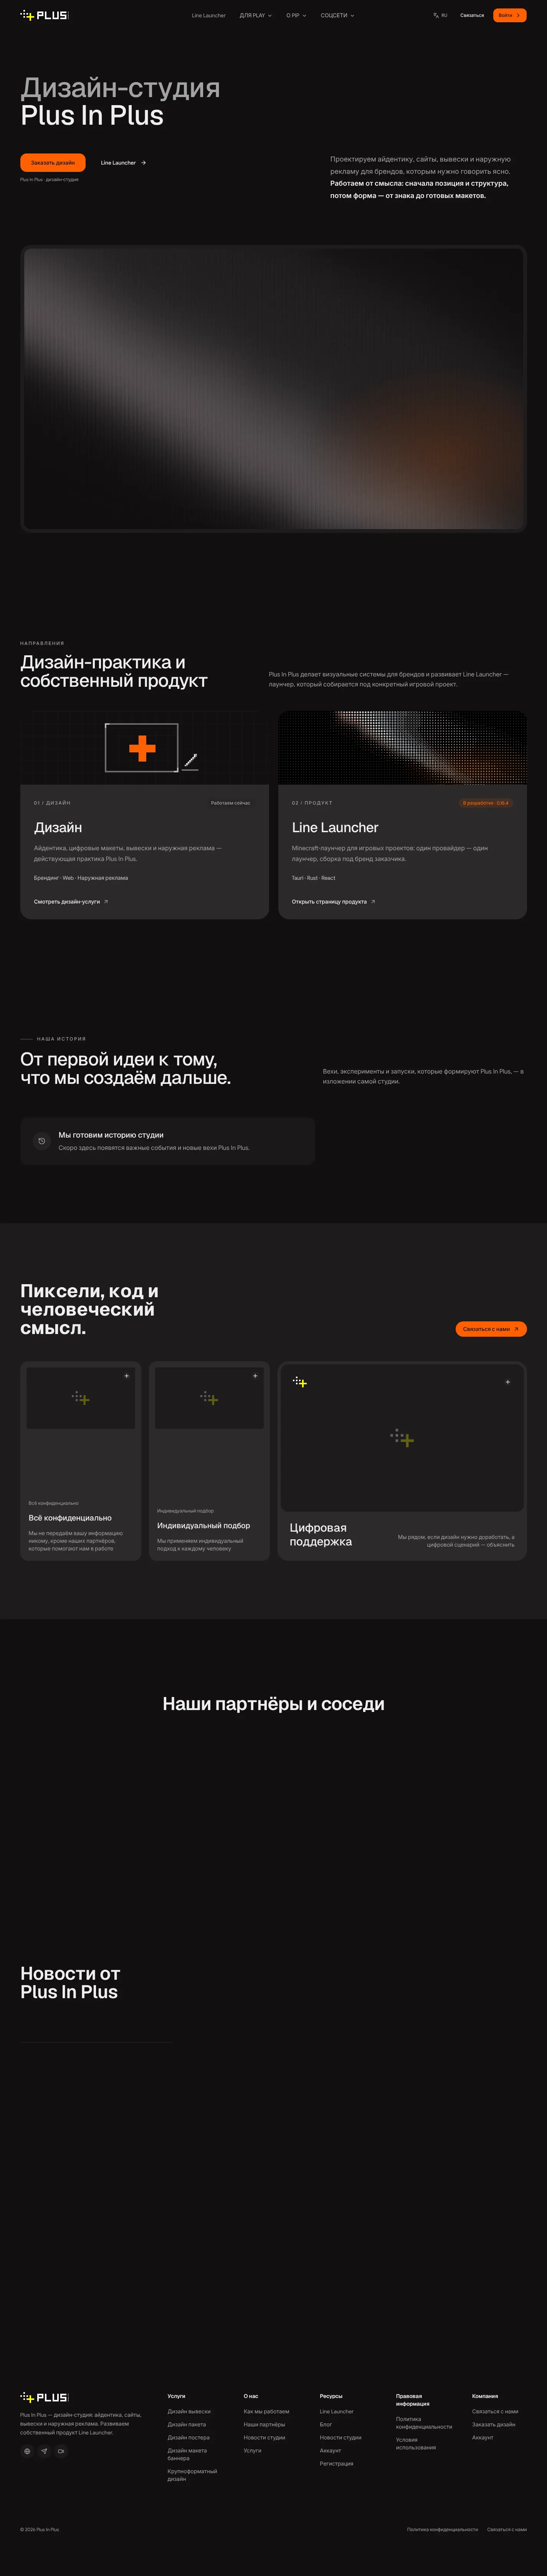 PLUS
Line Launcher
ДЛЯ PLAY
О PIP
СОЦСЕТИ
RU
Связаться
Войти
Дизайн-студия
Plus In Plus
Заказать дизайн
Line Launcher
Plus In Plus · дизайн-студия
Проектируем айдентику, сайты, вывески и наружную
рекламу для брендов, которым нужно говорить ясно.
Работаем от смысла: сначала позиция и структура,
потом форма — от знака до готовых макетов.
НАПРАВЛЕНИЯ
Дизайн-практика и
собственный продукт
Plus In Plus делает визуальные системы для брендов и развивает Line Launcher —
лаунчер, который собирается под конкретный игровой проект.
01 / ДИЗАЙН
Работаем сейчас
Дизайн
Айдентика, цифровые макеты, вывески и наружная реклама —
действующая практика Plus In Plus.
Брендинг · Web · Наружная реклама
Смотреть дизайн-услуги
02 / ПРОДУКТ
Line Launcher
Minecraft-лаунчер для игровых проектов: один провайдер — один
лаунчер, сборка под бренд заказчика.
Tauri · Rust · React
Открыть страницу продукта
НАША ИСТОРИЯ
От первой идеи к тому,
что мы создаём дальше.
Вехи, эксперименты и запуски, которые формируют Plus In Plus, — в
изложении самой студии.
Мы готовим историю студии
Скоро здесь появятся важные события и новые вехи Plus In Plus.
Пиксели, код и
человеческий
смысл.
Связаться с нами
Всё конфиденциально
Всё конфиденциально
Мы не передаём вашу информацию
никому, кроме наших партнёров,
которые помогают нам в работе
Индивидуальный подбор
Индивидуальный подбор
Мы применяем индивидуальный
подход к каждому человеку
Цифровая
поддержка
Мы рядом, если дизайн нужно доработать, а
цифровой сценарий — объяснить
Наши партнёры и соседи
Новости от
Plus In Plus
PLUS
Plus In Plus — дизайн-студия: айдентика, сайты,
вывески и наружная реклама. Развиваем
собственный продукт Line Launcher.
Услуги
Дизайн вывески
Дизайн пакета
Дизайн постера
Дизайн макета
баннера
Крупноформатный
дизайн
О нас
Как мы работаем
Наши партнёры
Новости студии
Услуги
Ресурсы
Line Launcher
Блог
Новости студии
Аккаунт
Регистрация
Правовая
информация
Политика
конфиденциальности
Условия
использования
Компания
Связаться с нами
Заказать дизайн
Аккаунт
© 2026 Plus In Plus
Политика конфиденциальности
Связаться с нами